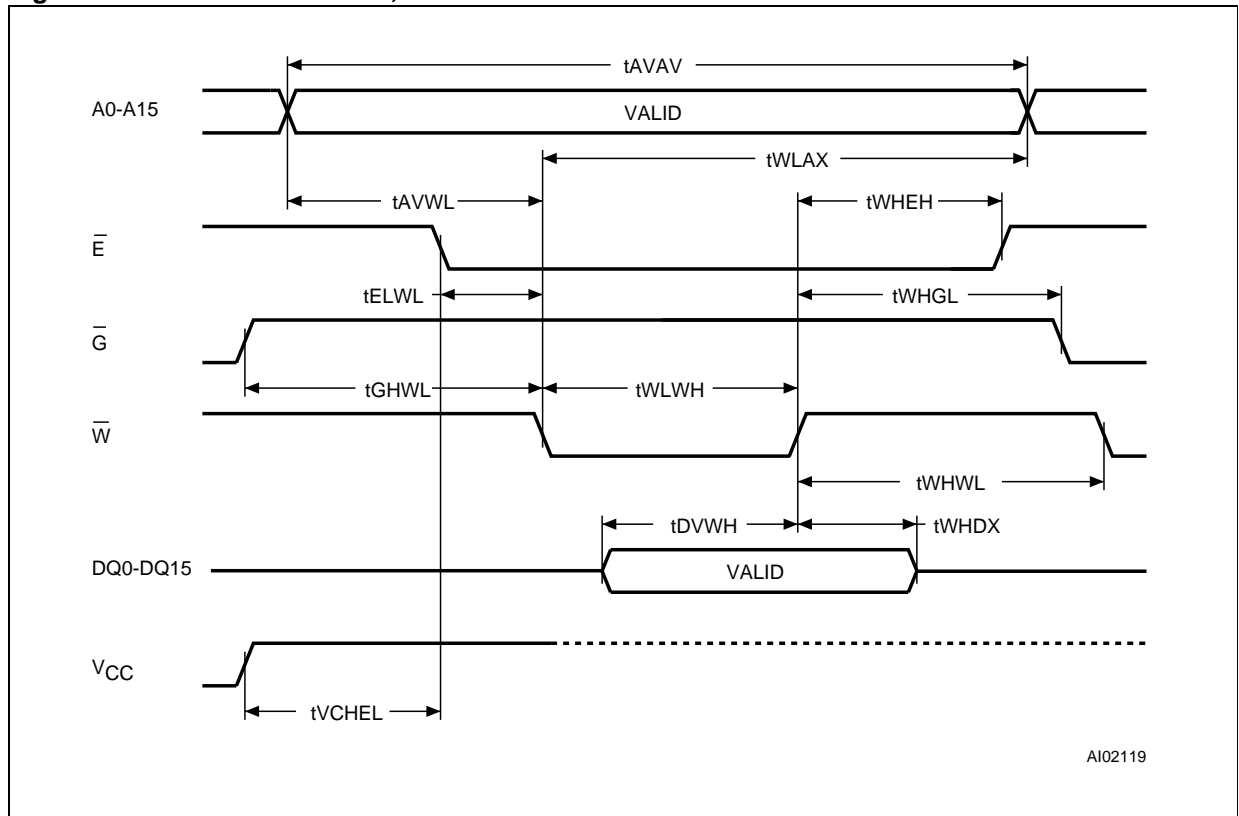 tAVAV
A0-A15
VALID
tWLAX
tAVWL
tWHEH
E̅
tELWL
tWHGL
G̅
tGHWL
tWLWH
W̅
tWHWL
tDVWH
tWHDX
DQ0-DQ15
VALID
VCC
tVCHEL
AI02119